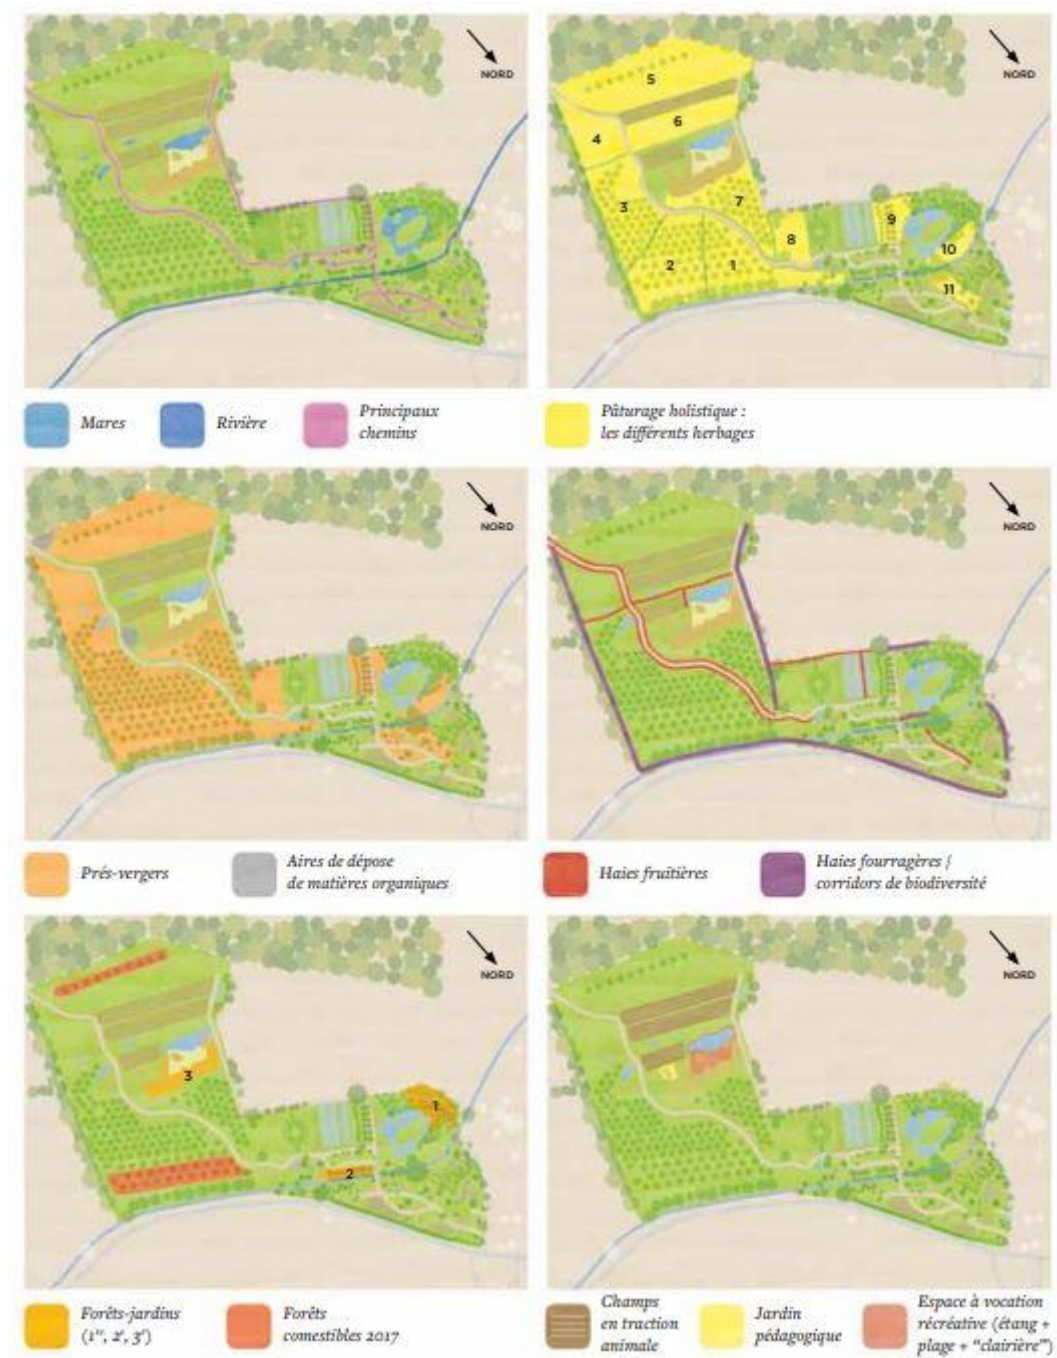 NORD
NORD
5
6
4
3
7
9
8
10
2
1
11
Mares
Rivière
Principaux
chemins
Pâturage holistique :
les différents herbages
NORD
NORD
Prés-vergers
Aires de dépose
de matières organiques
Haies fruitières
Haies fourragères /
corridors de biodiversité
NORD
NORD
3
1
2
Forêts-jardins
(1", 2', 3')
Forêts
comestibles 2017
Champs
en traction
animale
Jardin
pédagogique
Espace à vocation
récréative (étang +
plage + “clairière”)